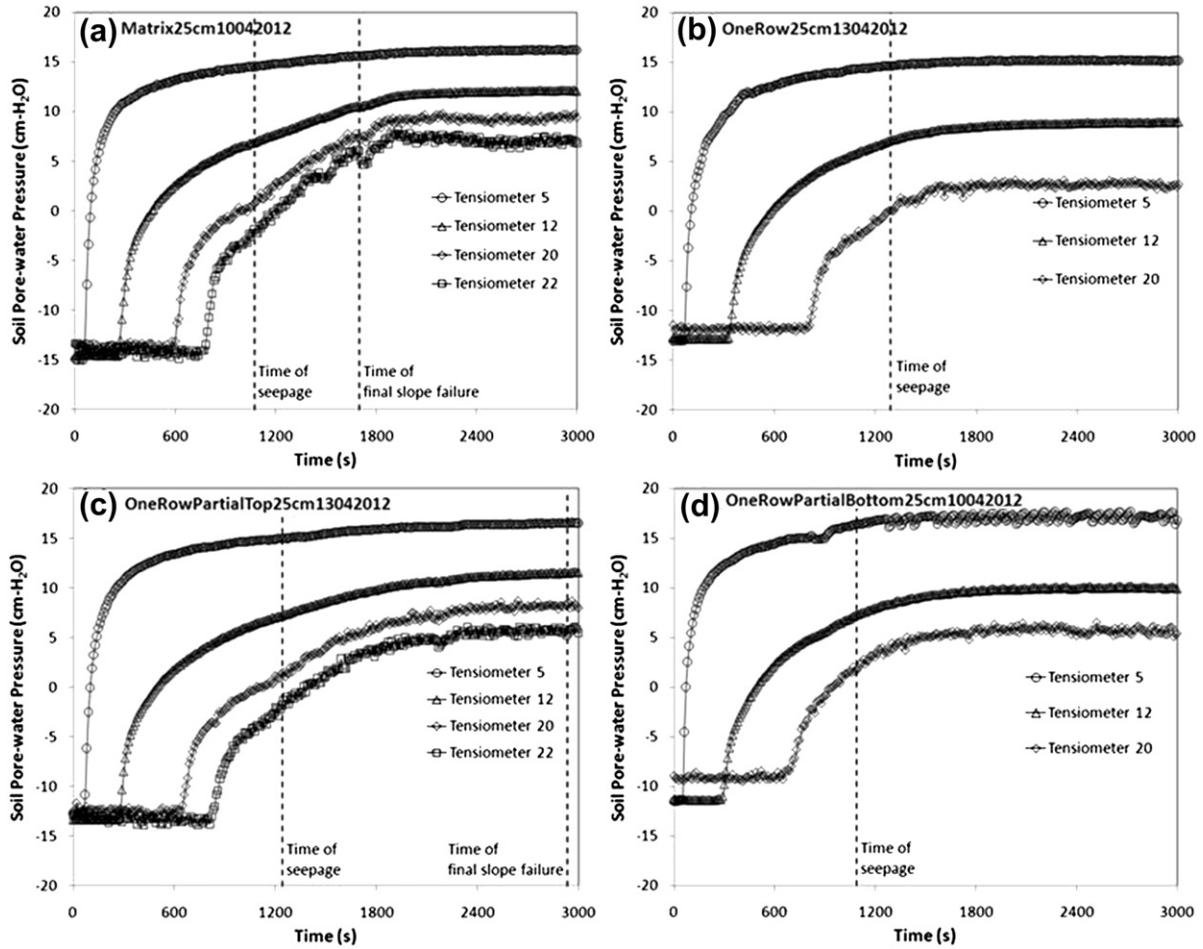 (a) Matrix25cm10042012
Soil Pore-water Pressure (cm-H₂O)
20
15
10
5
0
-5
-10
-15
-20
Tensiometer 5
Tensiometer 12
Tensiometer 20
Tensiometer 22
Time of
seepage
Time of
final slope failure
0 600 1200 1800 2400 3000
Time (s)
(b) OneRow25cm13042012
Soil Pore-water Pressure (cm-H₂O)
20
15
10
5
0
-5
-10
-15
-20
Tensiometer 5
Tensiometer 12
Tensiometer 20
Time of
seepage
0 600 1200 1800 2400 3000
Time (s)
(c) OneRowPartialTop25cm13042012
Soil Pore-water Pressure (cm-H₂O)
20
15
10
5
0
-5
-10
-15
-20
Tensiometer 5
Tensiometer 12
Tensiometer 20
Tensiometer 22
Time of
seepage
Time of
final slope failure
0 600 1200 1800 2400 3000
Time (s)
(d) OneRowPartialBottom25cm10042012
Soil Pore-water Pressure (cm-H₂O)
20
15
10
5
0
-5
-10
-15
-20
Tensiometer 5
Tensiometer 12
Tensiometer 20
Time of
seepage
0 600 1200 1800 2400 3000
Time (s)